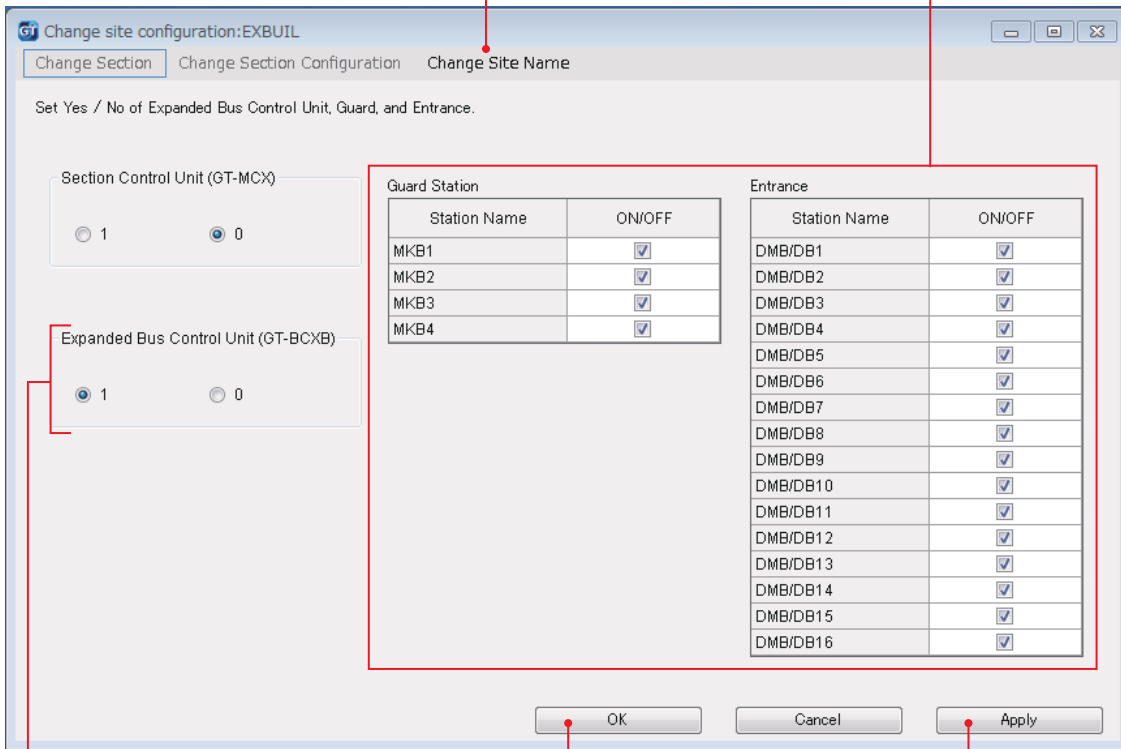 GT Change site configuration:EXBUIL
Change Section Change Section Configuration Change Site Name
Set Yes / No of Expanded Bus Control Unit, Guard, and Entrance.
Section Control Unit (GT-MCX)
1 0
Expanded Bus Control Unit (GT-BCXB)
1 0
Guard Station
Station Name ON/OFF
MKB1
MKB2
MKB3
MKB4
Entrance
Station Name ON/OFF
DMB/DB1
DMB/DB2
DMB/DB3
DMB/DB4
DMB/DB5
DMB/DB6
DMB/DB7
DMB/DB8
DMB/DB9
DMB/DB10
DMB/DB11
DMB/DB12
DMB/DB13
DMB/DB14
DMB/DB15
DMB/DB16
OK Cancel Apply